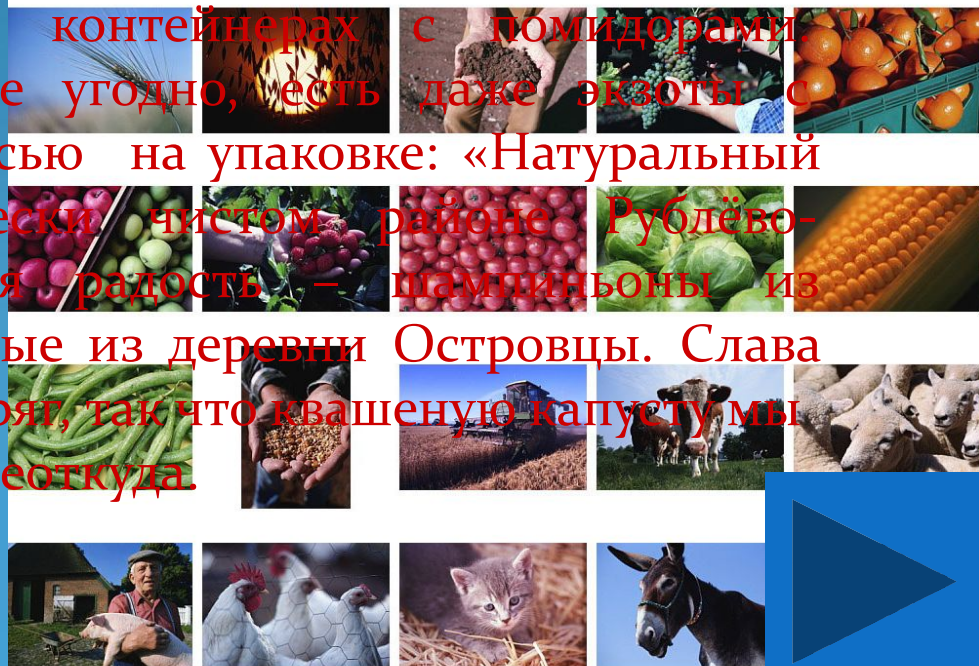 контейнерах с помидорами.
е угодно, есть даже экзоты с
сью на упаковке: «Натуральный
ески чистом районе Рублёво-
я радость – шампиньоны из
ые из деревни Островцы. Слава
рят, так что квашеную капусту мы
еоткуда.